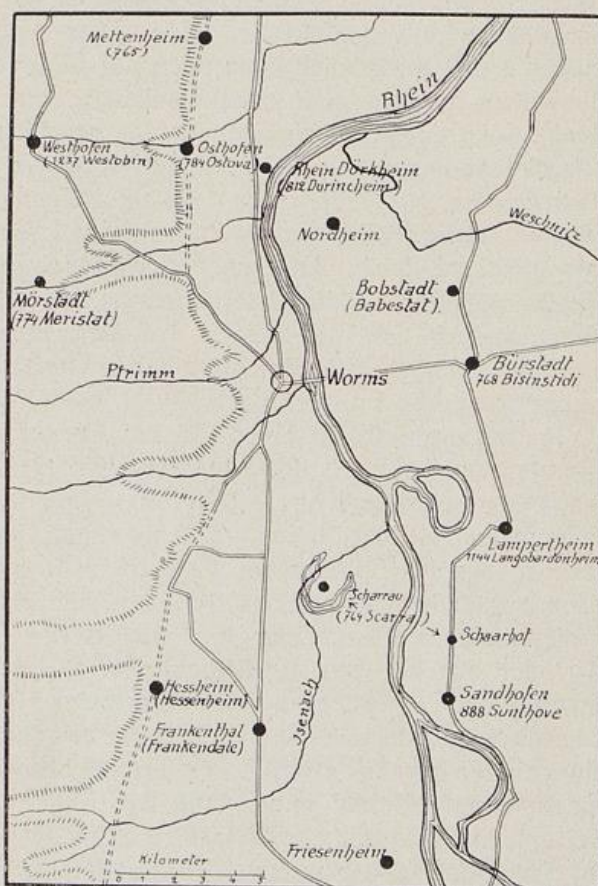 Mettenheim
(765)
Rhein
Westhofen
(1237 Westobin)
Osthofen
(784 Ostova)
Rhein Dörkheim
(812 Durincheim)
Nordheim
Weschnitz
Mörstadt
(774 Meristat)
Bobstadt
(Babestat)
Pfrimm
Worms
Bürstadt
768 Bisinstidi
Lampertheim
1144 Langobardonheim
Scharrau
(764 Scarra)
Schaarhof
Hessheim
(Hessenheim)
Isenach
Sandhofen
888 Sunthove
Frankenthal
(Frankendale)
Friesenheim
Kilometer
0 1 2 3 4 5